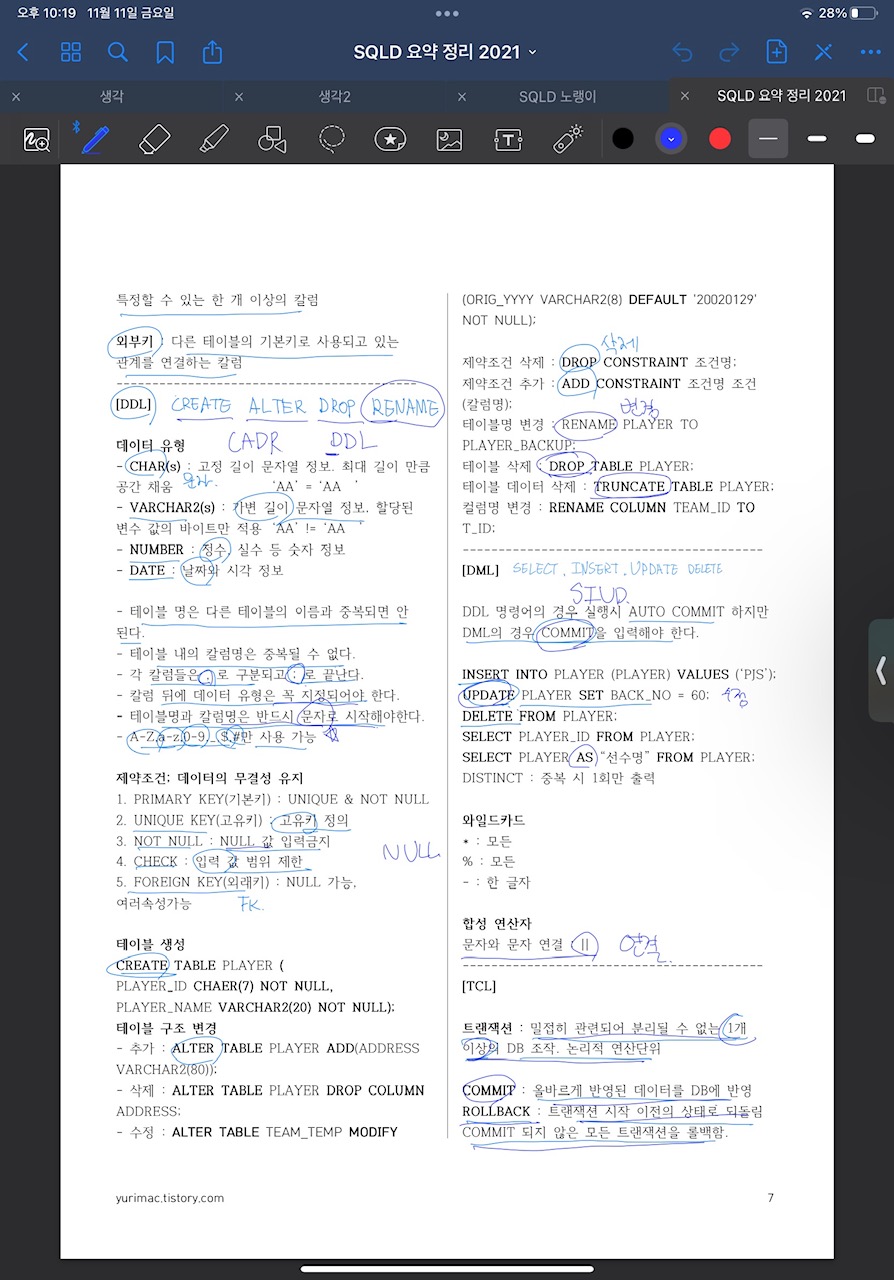 오후 10:19 11월 11일 금요일
28%
SQLD 요약 정리 2021
생각
생각2
SQLD 노랭이
SQLD 요약 정리 2021
특정할 수 있는 한 개 이상의 칼럼
외부키 : 다른 테이블의 기본키로 사용되고 있는
관계를 연결하는 칼럼
[DDL] CREATE ALTER DROP RENAME
CADR DDL
데이터 유형
- CHAR(s) : 고정 길이 문자열 정보. 최대 길이 만큼
공간 채움 문자. 'AA' = 'AA '
- VARCHAR2(s) : 가변 길이 문자열 정보. 할당된
변수 값의 바이트만 적용 'AA' != 'AA
- NUMBER : 정수, 실수 등 숫자 정보
- DATE : 날짜와 시각 정보
- 테이블 명은 다른 테이블의 이름과 중복되면 안
된다.
- 테이블 내의 칼럼명은 중복될 수 없다.
- 각 칼럼들은 , 로 구분되고 ; 로 끝난다.
- 칼럼 뒤에 데이터 유형은 꼭 지정되어야 한다.
- 테이블명과 칼럼명은 반드시 문자로 시작해야한다.
- A-Z,a-z,0-9,_,$,#만 사용 가능
제약조건; 데이터의 무결성 유지
1. PRIMARY KEY(기본키) : UNIQUE & NOT NULL
2. UNIQUE KEY(고유키) : 고유키 정의
3. NOT NULL : NULL 값 입력금지
4. CHECK : 입력 값 범위 제한
NULL
5. FOREIGN KEY(외래키) : NULL 가능,
여러속성가능 FK.
테이블 생성
CREATE TABLE PLAYER (
PLAYER_ID CHAER(7) NOT NULL,
PLAYER_NAME VARCHAR2(20) NOT NULL);
테이블 구조 변경
- 추가 : ALTER TABLE PLAYER ADD(ADDRESS
VARCHAR2(80));
- 삭제 : ALTER TABLE PLAYER DROP COLUMN
ADDRESS;
- 수정 : ALTER TABLE TEAM_TEMP MODIFY
(ORIG_YYYY VARCHAR2(8) DEFAULT '20020129'
NOT NULL);
삭제
제약조건 삭제 : DROP CONSTRAINT 조건명;
제약조건 추가 : ADD CONSTRAINT 조건명 조건
(칼럼명);
변경
테이블명 변경 : RENAME PLAYER TO
PLAYER_BACKUP;
테이블 삭제 : DROP TABLE PLAYER;
테이블 데이터 삭제 : TRUNCATE TABLE PLAYER;
컬럼명 변경 : RENAME COLUMN TEAM_ID TO
T_ID;
[DML] SELECT, INSERT, UPDATE DELETE
SIUD.
DDL 명령어의 경우 실행시 AUTO COMMIT 하지만
DML의 경우 COMMIT을 입력해야 한다.
INSERT INTO PLAYER (PLAYER) VALUES ('PJS');
UPDATE PLAYER SET BACK_NO = 60; 수정
DELETE FROM PLAYER;
SELECT PLAYER_ID FROM PLAYER;
SELECT PLAYER AS "선수명" FROM PLAYER;
DISTINCT : 중복 시 1회만 출력
와일드카드
* : 모든
% : 모든
- : 한 글자
합성 연산자
문자와 문자 연결 : || 연결.
[TCL]
트랜잭션 : 밀접히 관련되어 분리될 수 없는 1개
이상의 DB 조작. 논리적 연산단위
COMMIT : 올바르게 반영된 데이터를 DB에 반영
ROLLBACK : 트랜잭션 시작 이전의 상태로 되돌림
COMMIT 되지 않은 모든 트랜잭션을 롤백함.
yurimac.tistory.com
7